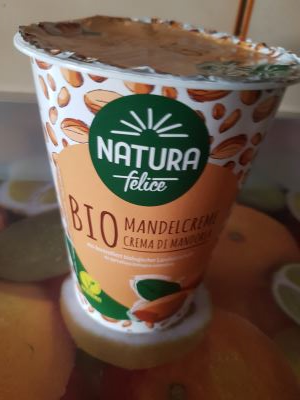 NATURA
felice
BIO
MANDELCREME
CREMA DI MANDORLE